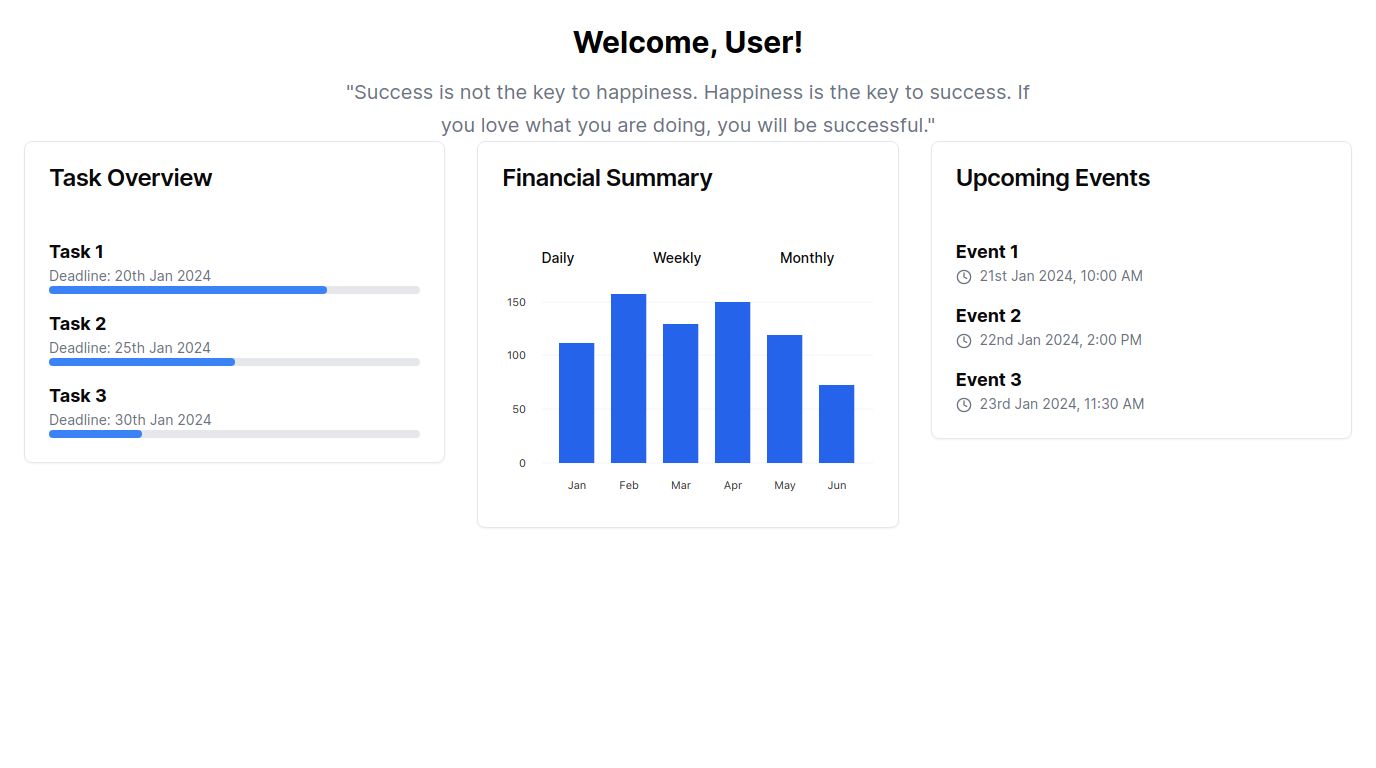 Welcome, User!
"Success is not the key to happiness. Happiness is the key to success. If
you love what you are doing, you will be successful."
Task Overview
Task 1
Deadline: 20th Jan 2024
Task 2
Deadline: 25th Jan 2024
Task 3
Deadline: 30th Jan 2024
Financial Summary
Daily Weekly Monthly
150
100
50
0
Jan Feb Mar Apr May Jun
Upcoming Events
Event 1
21st Jan 2024, 10:00 AM
Event 2
22nd Jan 2024, 2:00 PM
Event 3
23rd Jan 2024, 11:30 AM